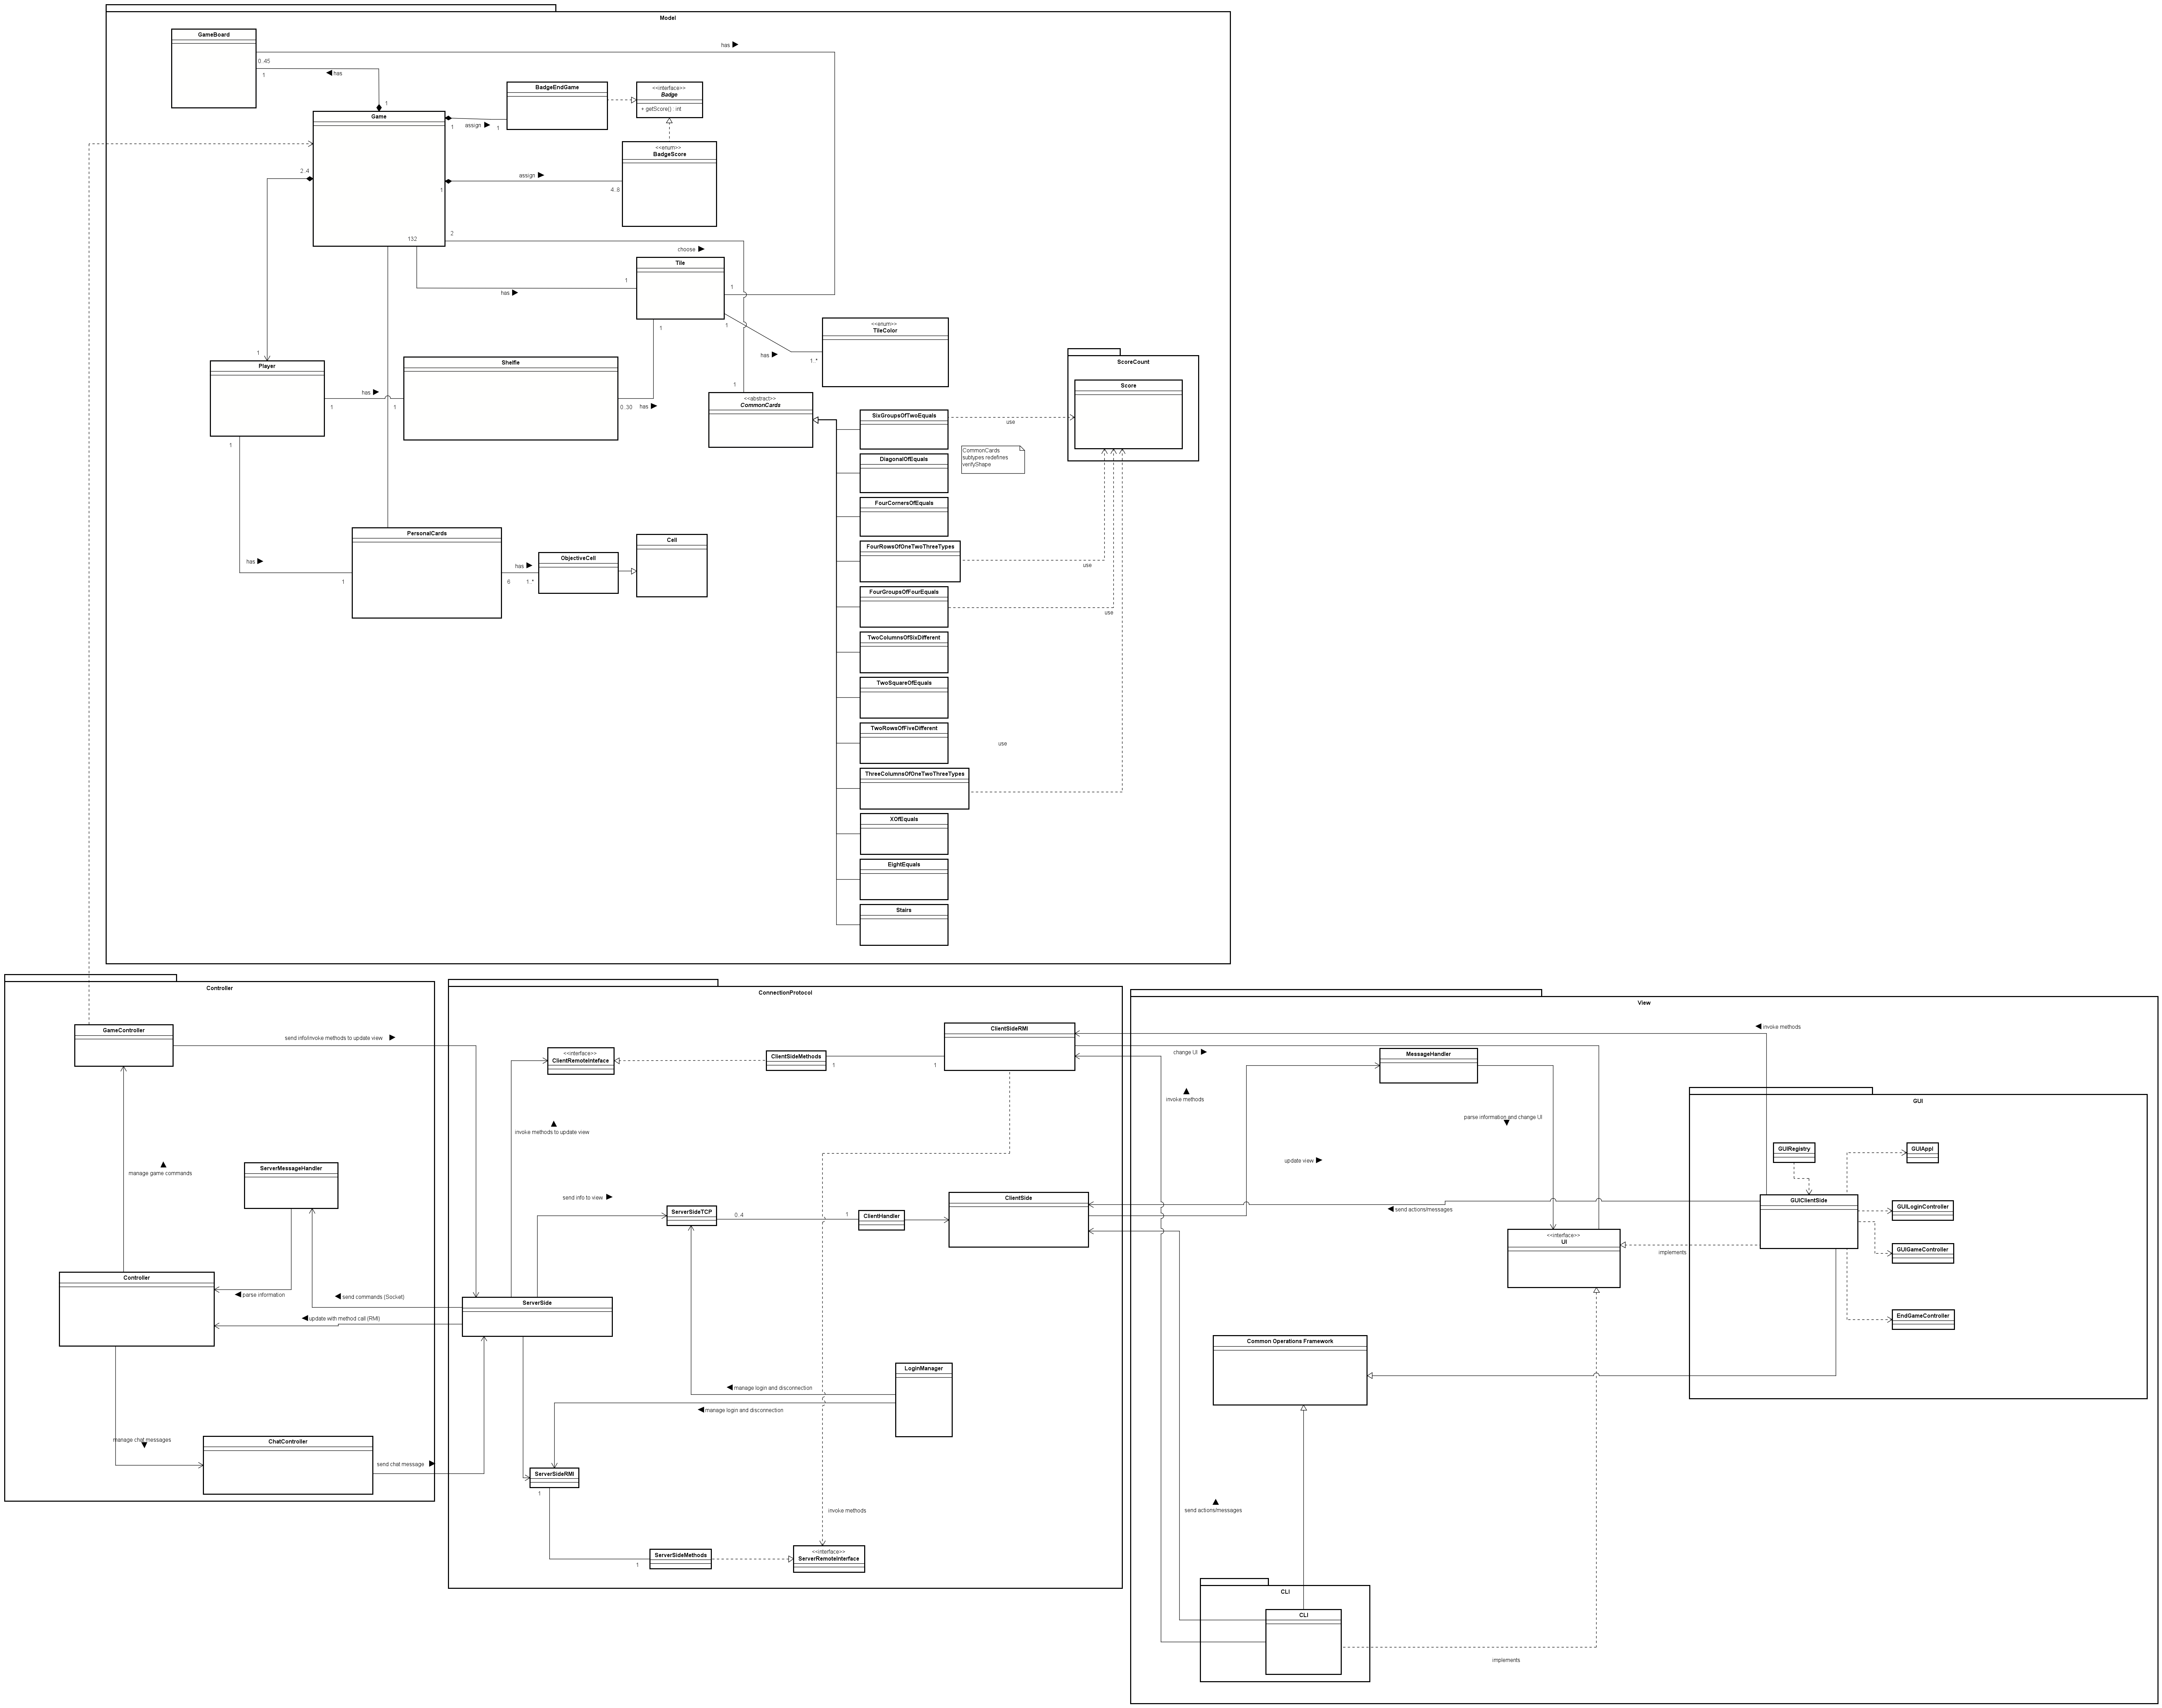 Model
GameBoard
has
0..45
1
has
1
Game
BadgeEndGame
<<interface>>
Badge
+ getScore() : int
1
assign
1
<<enum>>
BadgeScore
assign
1
4..8
2..4
132
2
choose
Tile
1
has
1
1
1
<<enum>>
TileColor
has
1..*
1
Player
Shelfie
has
1
1
0..30
has
1
1
<<abstract>>
CommonCards
ScoreCount
Score
SixGroupsOfTwoEquals
use
CommonCards
subtypes redefines
verifyShape
DiagonalOfEquals
FourCornersOfEquals
FourRowsOfOneTwoThreeTypes
use
FourGroupsOfFourEquals
use
TwoColumnsOfSixDifferent
TwoSquareOfEquals
TwoRowsOfFiveDifferent
use
ThreeColumnsOfOneTwoThreeTypes
XOfEquals
EightEquals
Stairs
PersonalCards
has
1
has
6
1..*
ObjectiveCell
Cell
Controller
GameController
send info/invoke methods to update view
manage game commands
ServerMessageHandler
Controller
parse information
send commands (Socket)
update with method call (RMI)
manage chat messages
ChatController
send chat message
ConnectionProtocol
<<interface>>
ClientRemoteInteface
ClientSideMethods
1
1
ClientSideRMI
invoke methods to update view
send info to view
ServerSideTCP
0..4
1
ClientHandler
ClientSide
ServerSide
LoginManager
manage login and disconnection
manage login and disconnection
ServerSideRMI
1
invoke methods
ServerSideMethods
1
<<interface>>
ServerRemoteInterface
View
invoke methods
change UI
MessageHandler
invoke methods
parse information and change UI
update view
GUI
GUIRegistry
GUIAppl
GUIClientSide
GUILoginController
send actions/messages
<<interface>>
UI
implements
GUIGameController
EndGameController
Common Operations Framework
send actions/messages
CLI
CLI
implements